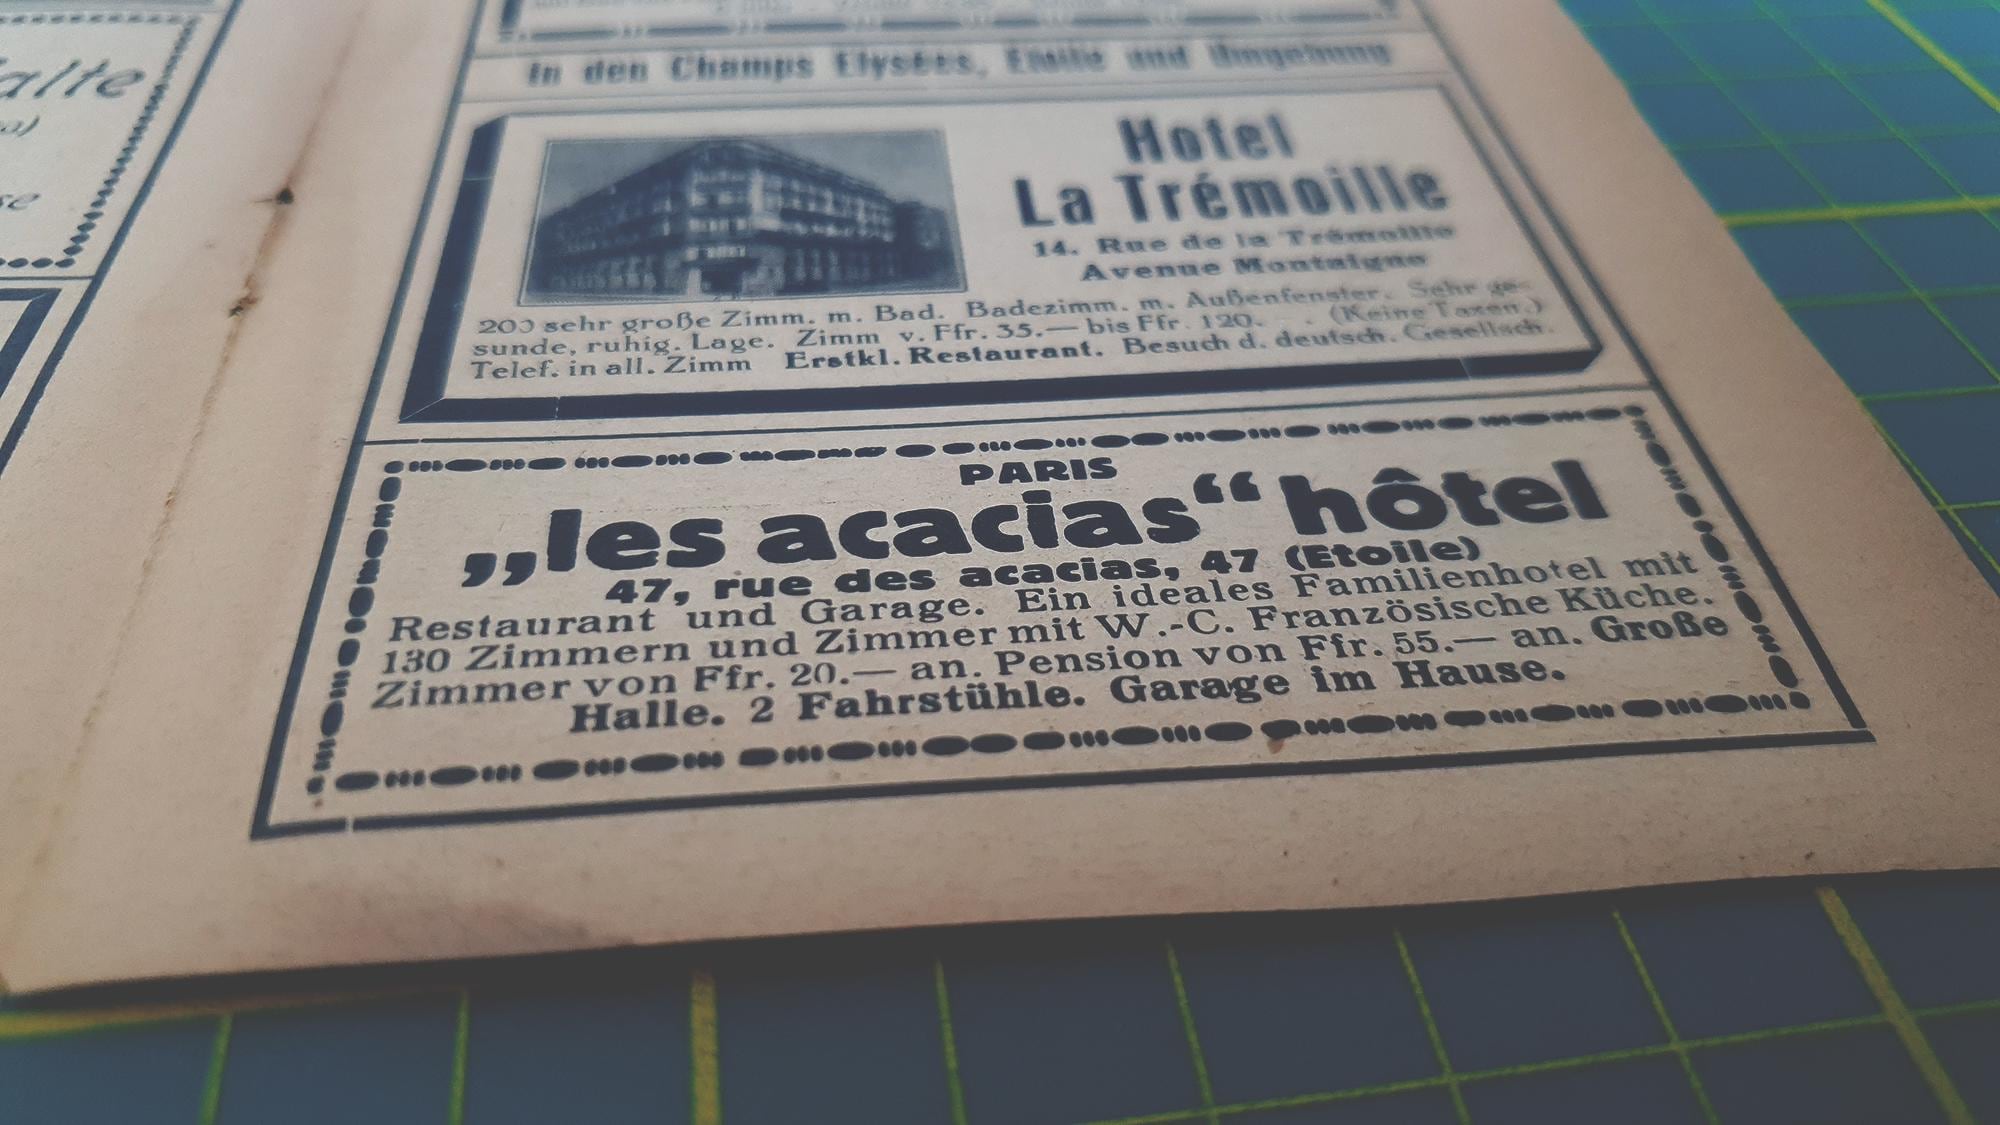 alte
se
In den Champs Elysées, Etoile und Umgebung
Hotel
La Trémoille
14. Rue de la Trémoille
Avenue Montaigne
200 sehr große Zimm. m. Bad. Badezimm. m. Außenfenster. Sehr ge-
sunde, ruhig. Lage. Zimm v. Ffr. 35.— bis Ffr. 120. (Keine Taxen.)
Telef. in all. Zimm Erstkl. Restaurant. Besuch d. deutsch. Gesellsch.
PARIS
„les acacias“ hôtel
47, rue des acacias, 47 (Etoile)
Restaurant und Garage. Ein ideales Familienhotel mit
130 Zimmern und Zimmer mit W.-C. Französische Küche.
Zimmer von Ffr. 20.— an. Pension von Ffr. 55.— an. Große
Halle. 2 Fahrstühle. Garage im Hause.